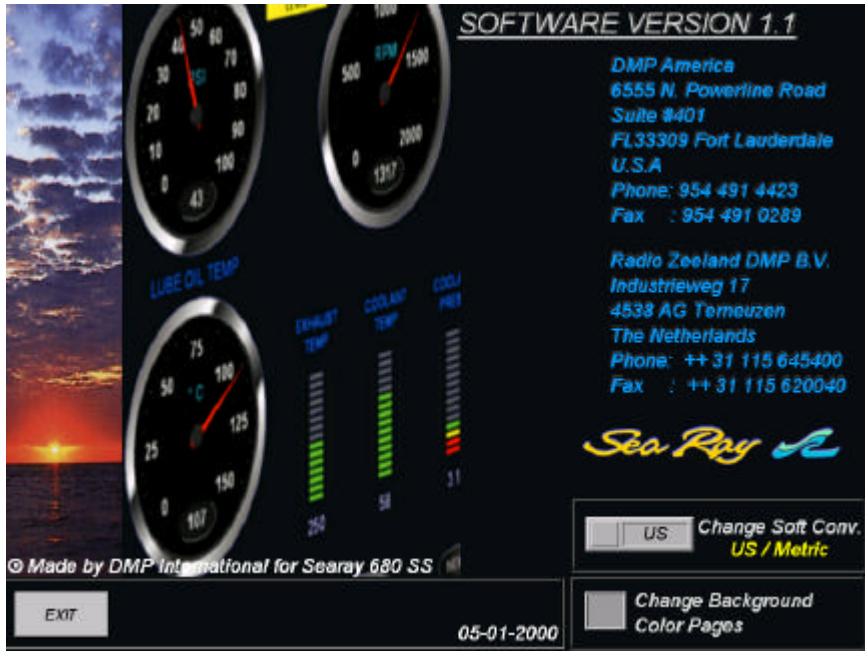 SOFTWARE VERSION 1.1
DMP America
6555 N. Powerline Road
Suite #401
FL33309 Fort Lauderdale
U.S.A
Phone: 954 491 4423
Fax : 954 491 0289
Radio Zeeland DMP B.V.
Industrieweg 17
4538 AG Terneuzen
The Netherlands
Phone: ++ 31 115 645400
Fax : ++ 31 115 620040
Sea Ray
US
Change Soft Conv.
US / Metric
Change Background
Color Pages
0 10 20 30 40 50 60 70 80 90 100
PSI
43
0 500 1000 1500 2000
RPM
1317
LUBE OIL TEMP
0 25 50 75 100 125 150
° C
107
EXHAUST
TEMP
250
COOLANT
TEMP
58
3.1
Made by DMP International for Searay 680 SS
EXIT
05-01-2000